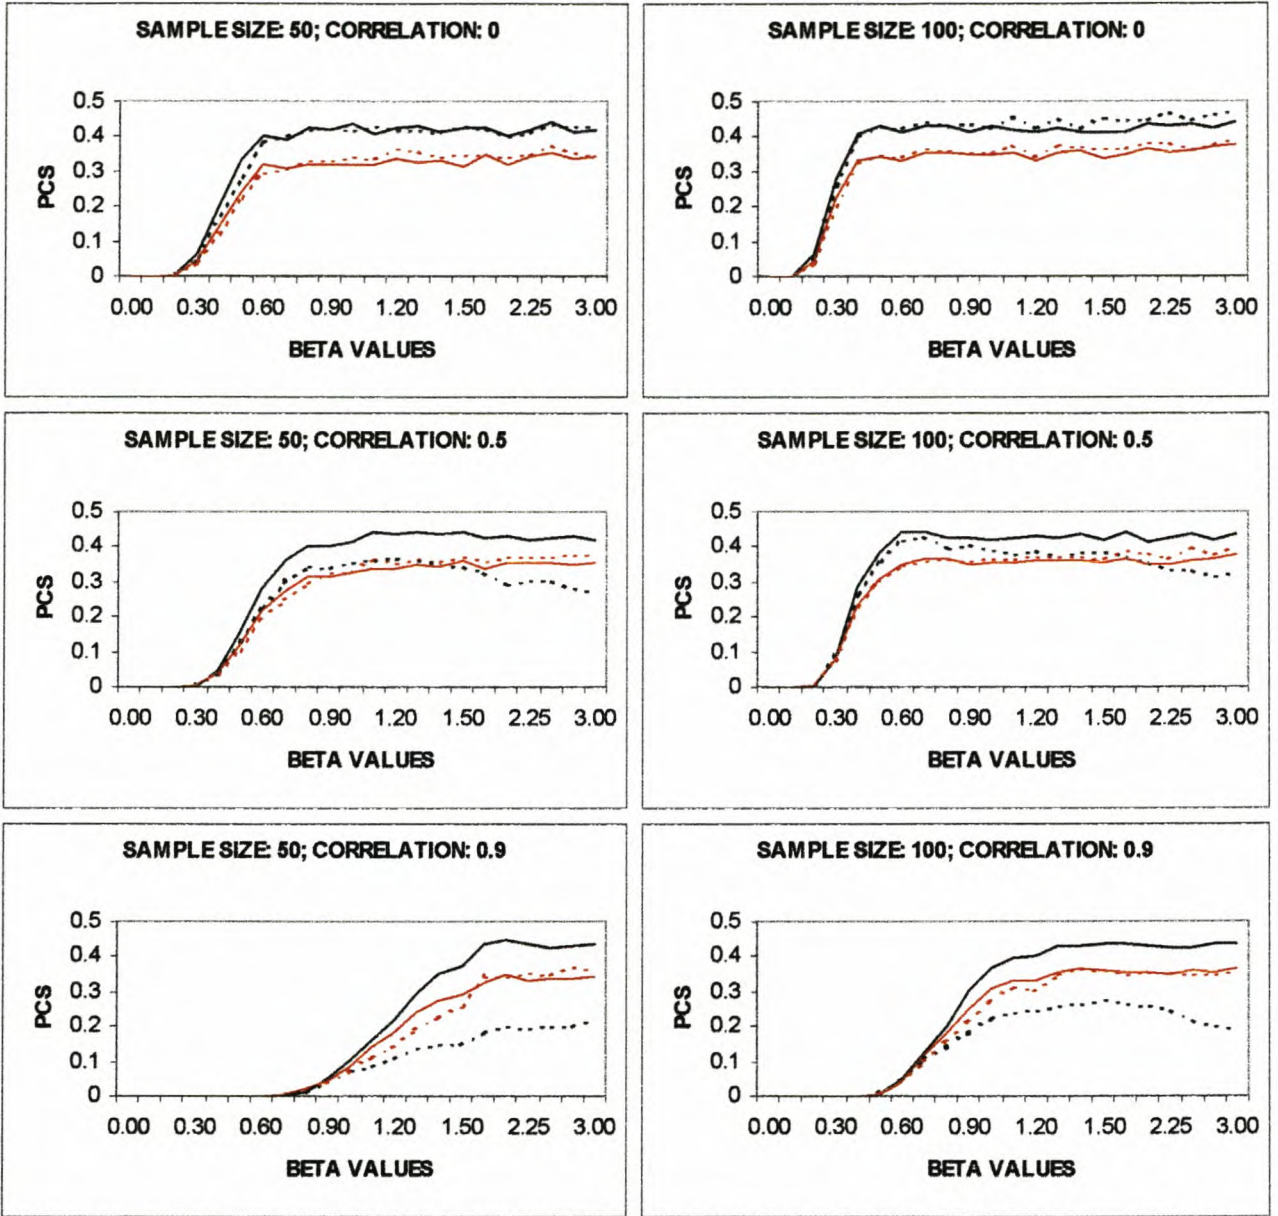 SAMPLE SIZE: 50; CORRELATION: 0
0.5
0.4
0.3
0.2
0.1
0
PCS
0.00 0.30 0.60 0.90 1.20 1.50 2.25 3.00
BETA VALUES
SAMPLE SIZE: 100; CORRELATION: 0
0.5
0.4
0.3
0.2
0.1
0
PCS
0.00 0.30 0.60 0.90 1.20 1.50 2.25 3.00
BETA VALUES
SAMPLE SIZE: 50; CORRELATION: 0.5
0.5
0.4
0.3
0.2
0.1
0
PCS
0.00 0.30 0.60 0.90 1.20 1.50 2.25 3.00
BETA VALUES
SAMPLE SIZE: 100; CORRELATION: 0.5
0.5
0.4
0.3
0.2
0.1
0
PCS
0.00 0.30 0.60 0.90 1.20 1.50 2.25 3.00
BETA VALUES
SAMPLE SIZE: 50; CORRELATION: 0.9
0.5
0.4
0.3
0.2
0.1
0
PCS
0.00 0.30 0.60 0.90 1.20 1.50 2.25 3.00
BETA VALUES
SAMPLE SIZE: 100; CORRELATION: 0.9
0.5
0.4
0.3
0.2
0.1
0
PCS
0.00 0.30 0.60 0.90 1.20 1.50 2.25 3.00
BETA VALUES